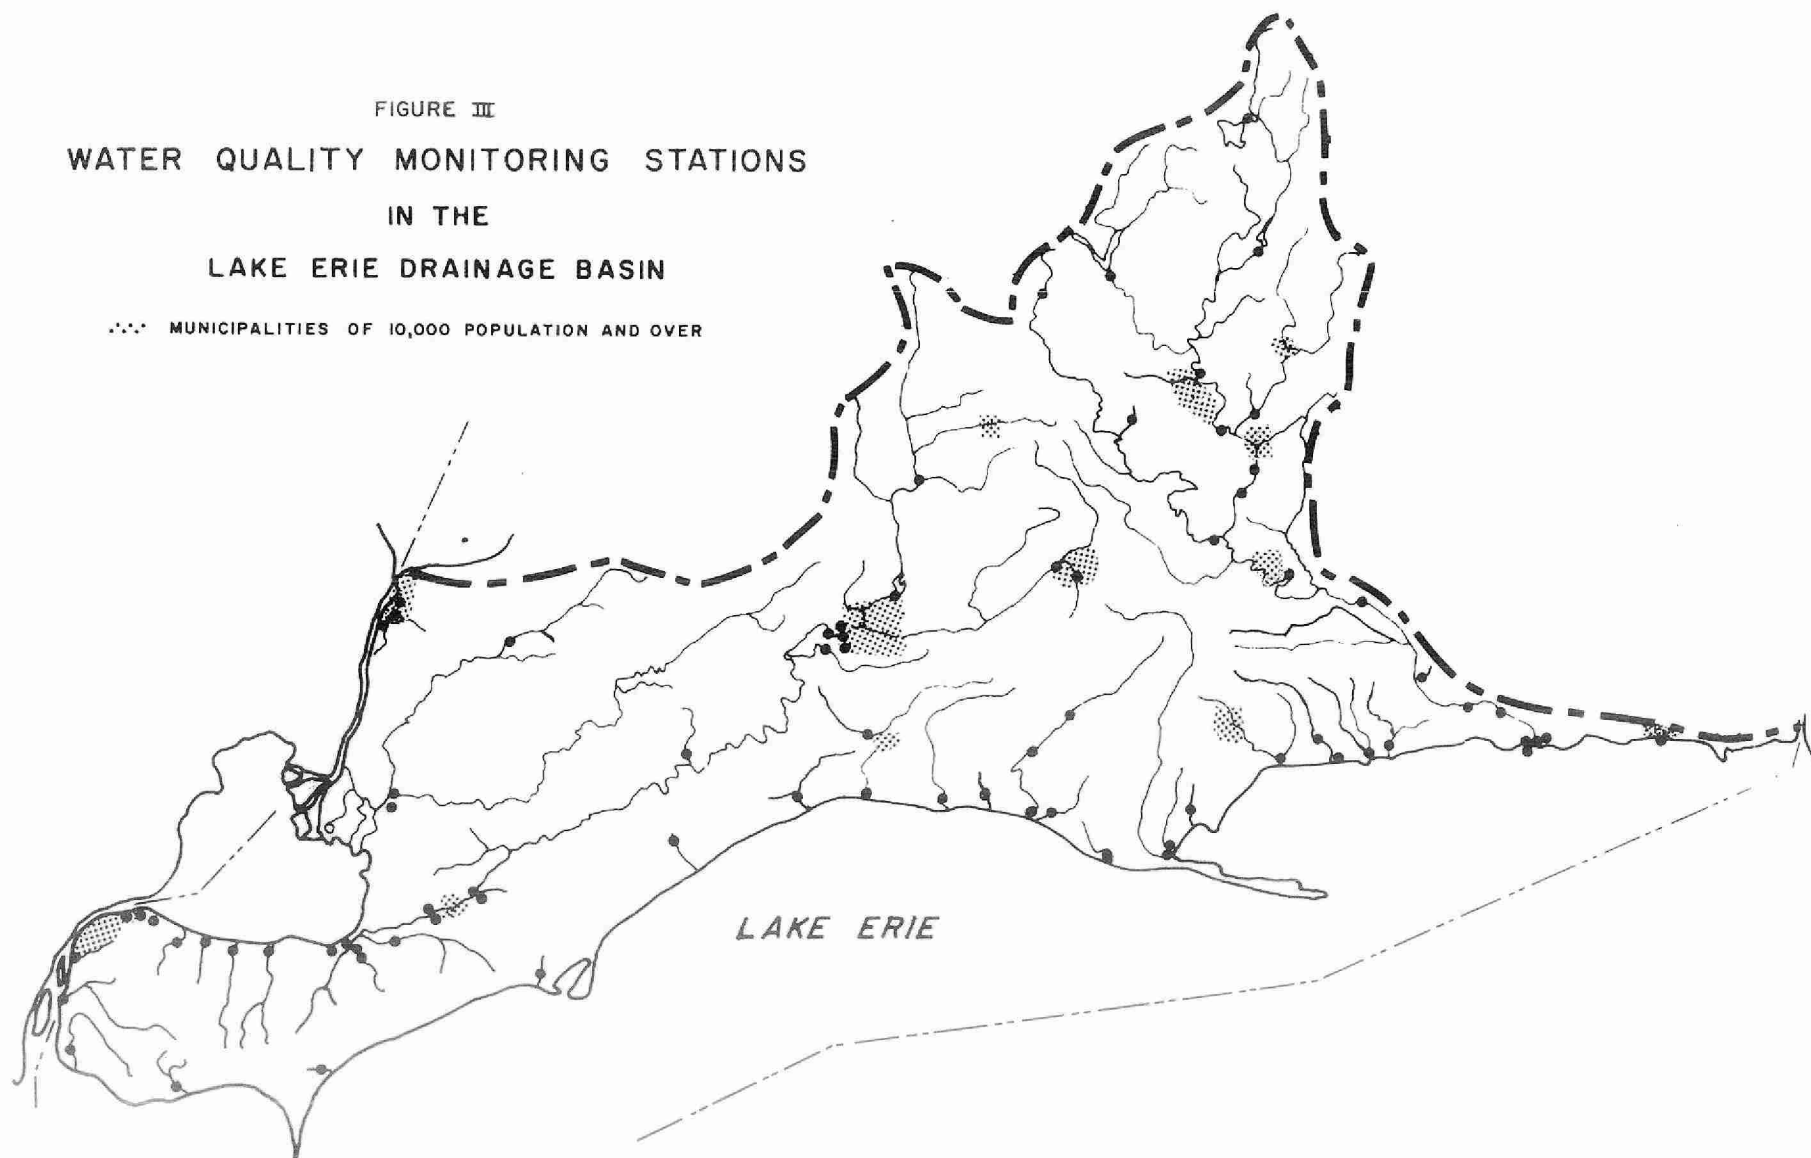 FIGURE III
WATER QUALITY MONITORING STATIONS
IN THE
LAKE ERIE DRAINAGE BASIN
MUNICIPALITIES OF 10,000 POPULATION AND OVER
LAKE ERIE